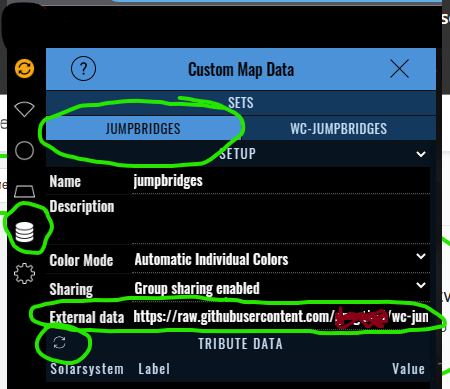 Custom Map Data
SETS
JUMPBRIDGES WC-JUMPBRIDGES
SETUP
Name jumpbridges
Description
Color Mode Automatic Individual Colors
Sharing Group sharing enabled
External data https://raw.githubusercontent.com/ /wc-jun
TRIBUTE DATA
Solarsystem Label Value